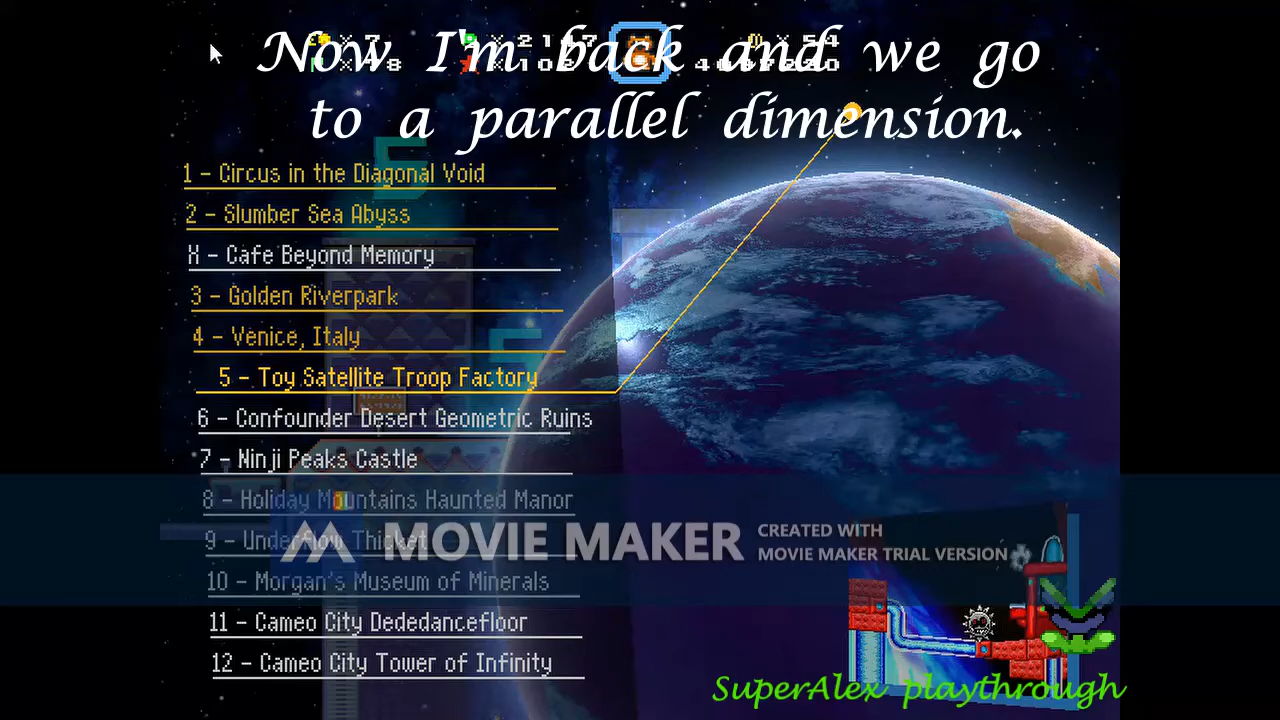 Now I'm back and we go
to a parallel dimension.
1 - Circus in the Diagonal Void
2 - Slumber Sea Abyss
X - Cafe Beyond Memory
3 - Golden Riverpark
4 - Venice, Italy
5 - Toy Satellite Troop Factory
6 - Confounder Desert Geometric Ruins
7 - Ninji Peaks Castle
8 - Holiday Mountains Haunted Manor
9 - Underflow Thicket
10 - Morgan's Museum of Minerals
11 - Cameo City Dededancefloor
12 - Cameo City Tower of Infinity
MOVIE MAKER
CREATED WITH
MOVIE MAKER TRIAL VERSION
SuperAlex playthrough